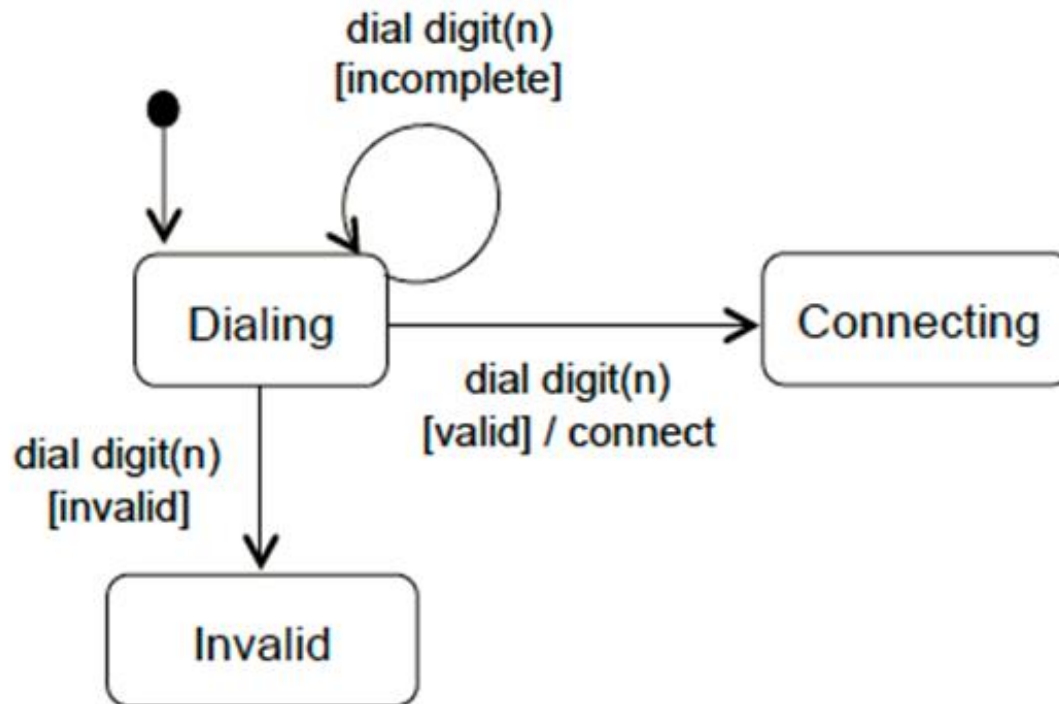 dial digit(n)
[incomplete]
Dialing
Connecting
dial digit(n)
[valid] / connect
dial digit(n)
[invalid]
Invalid